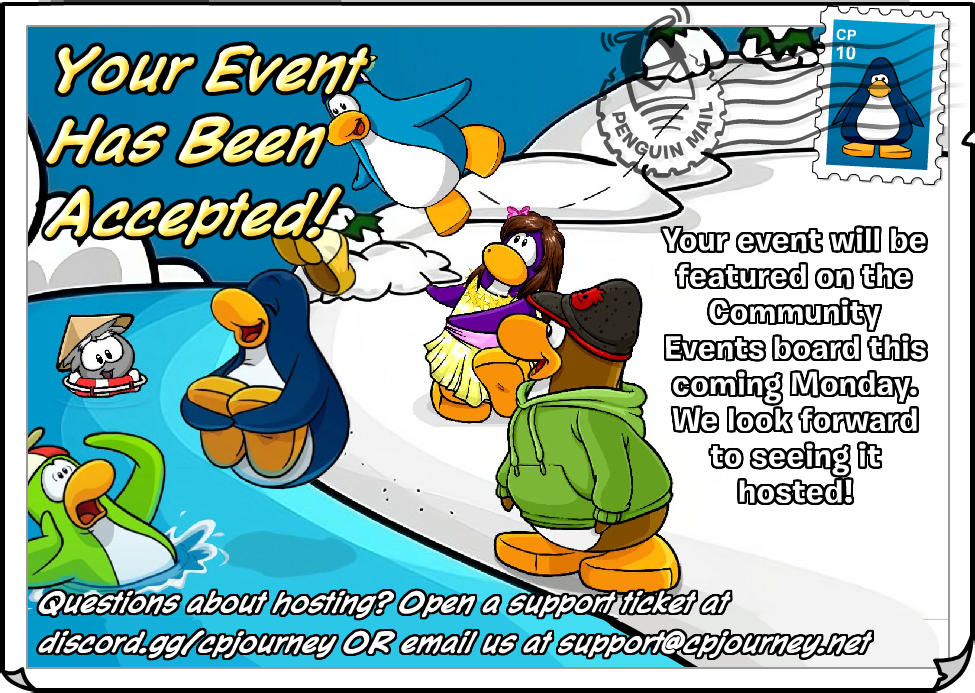 Your Event
Has Been
Accepted!
CP
10
PENGUIN MAIL
Your event will be
featured on the
Community
Events board this
coming Monday.
We look forward
to seeing it
hosted!
Questions about hosting? Open a support ticket at
discord.gg/cpjourney OR email us at support@cpjourney.net